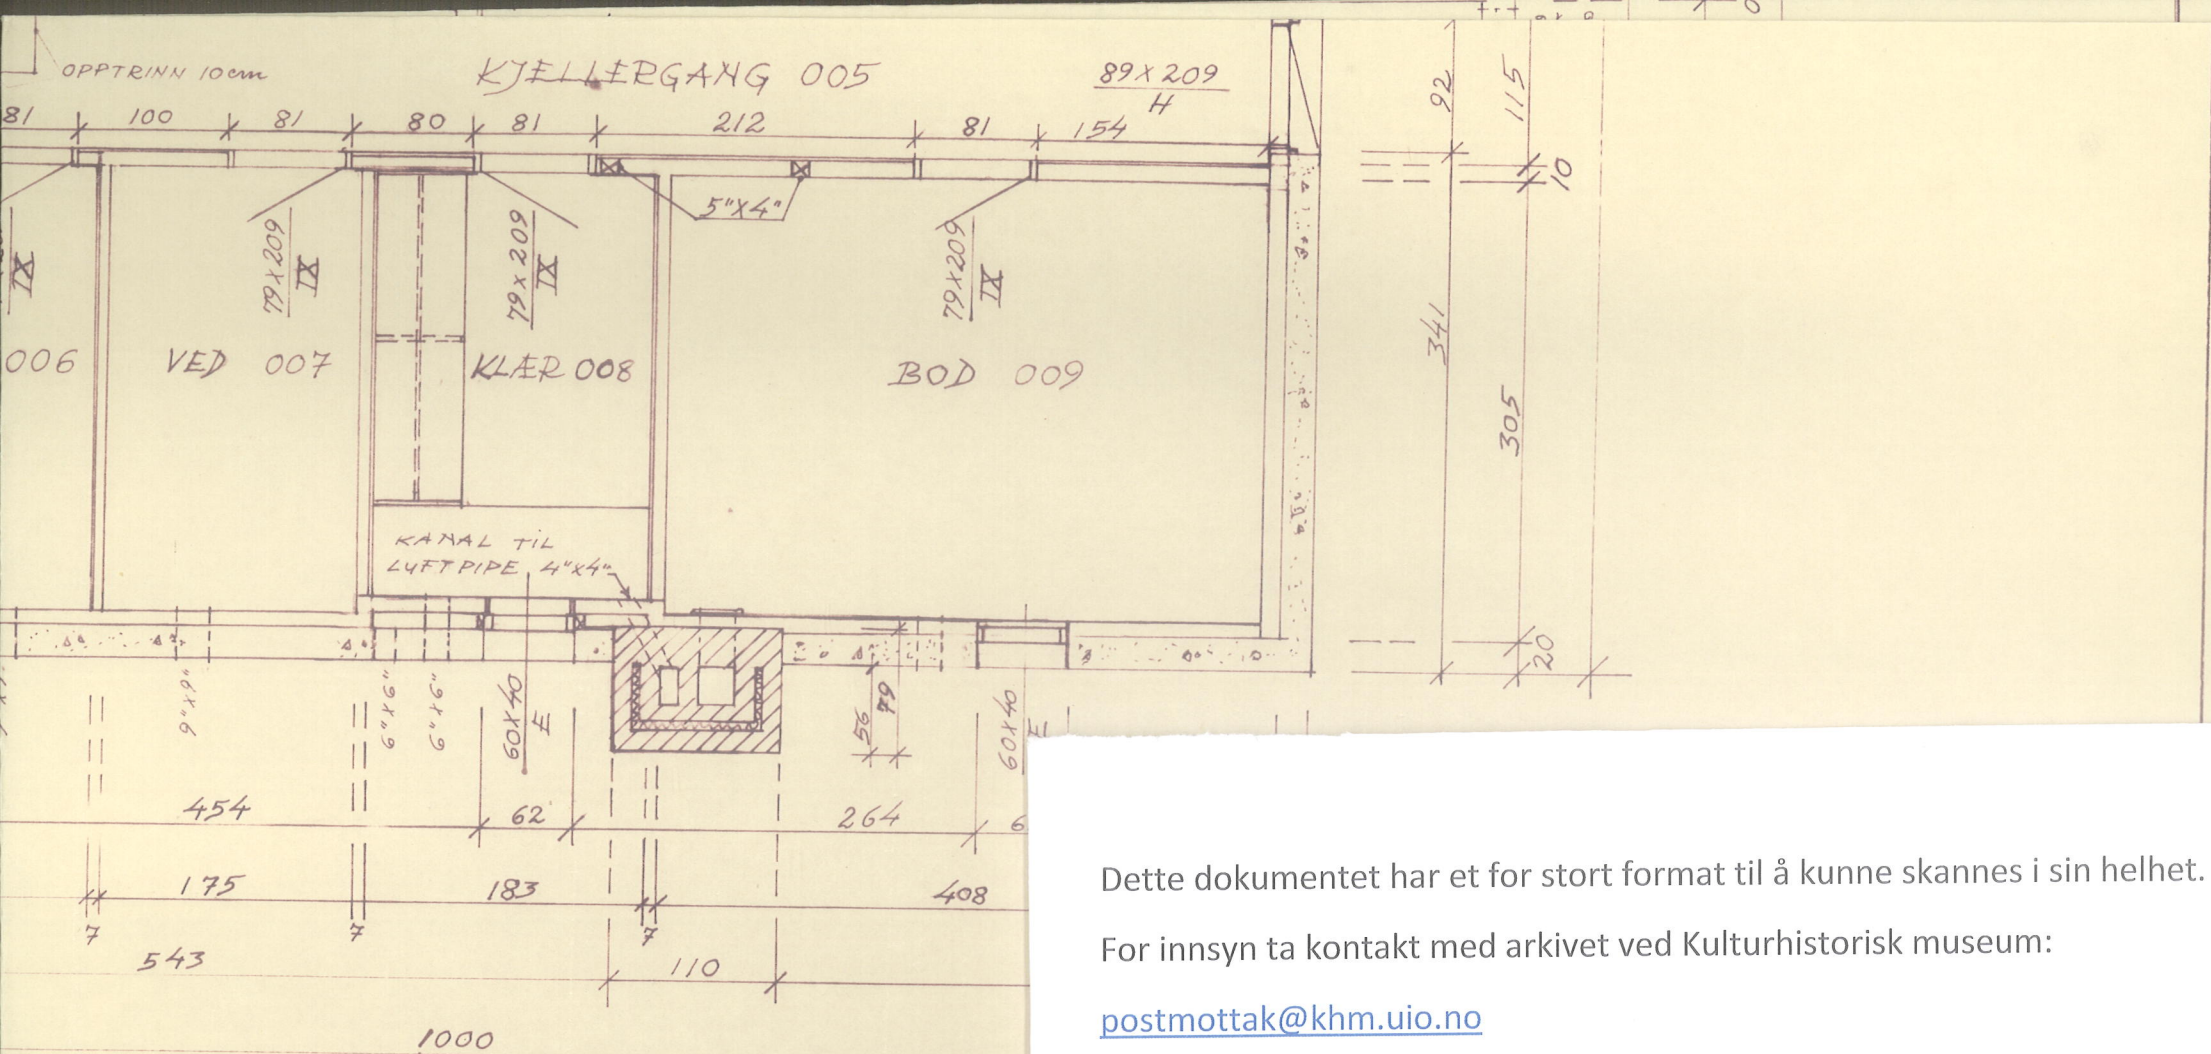 OPPTRINN 10cm
KJELLERGANG 005
89X209
H
81
100
81
80
81
212
81
154
92
115
10
5"X4"
79X209
IX
79X209
IX
79X209
IX
IX
341
305
20
006
VED 007
KLÆR 008
BOD 009
KANAL TIL
LUFTPIPE 4"X4"
9"X9"
6"X6"
6"X6"
60X40
E
56
79
60X40
454
62
264
6
175
183
408
7
7
7
543
110
1000
Dette dokumentet har et for stort format til å kunne skannes i sin helhet.
For innsyn ta kontakt med arkivet ved Kulturhistorisk museum:
postmottak@khm.uio.no